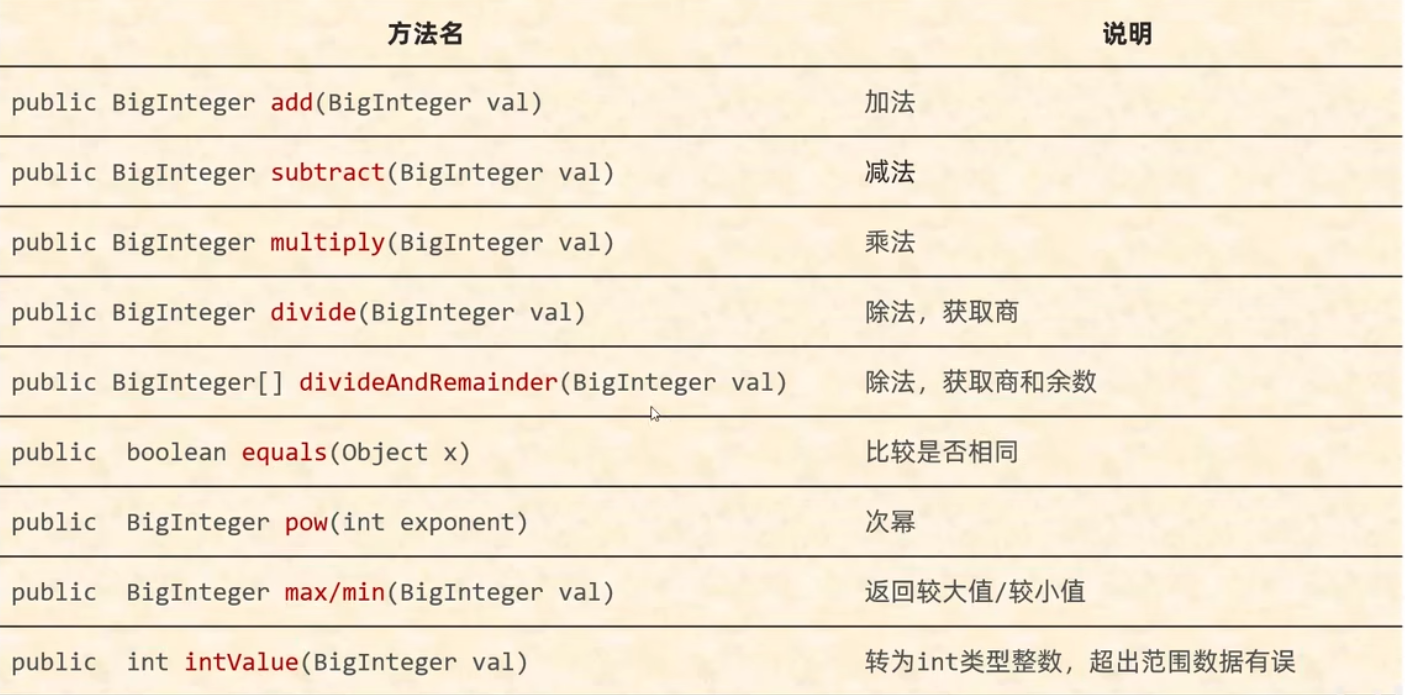 方法名 说明
public BigInteger add(BigInteger val) 加法
public BigInteger subtract(BigInteger val) 减法
public BigInteger multiply(BigInteger val) 乘法
public BigInteger divide(BigInteger val) 除法，获取商
public BigInteger[] divideAndRemainder(BigInteger val) 除法，获取商和余数
public  boolean equals(Object x) 比较是否相同
public  BigInteger pow(int exponent) 次幂
public  BigInteger max/min(BigInteger val) 返回较大值/较小值
public  int intValue(BigInteger val) 转为int类型整数，超出范围数据有误